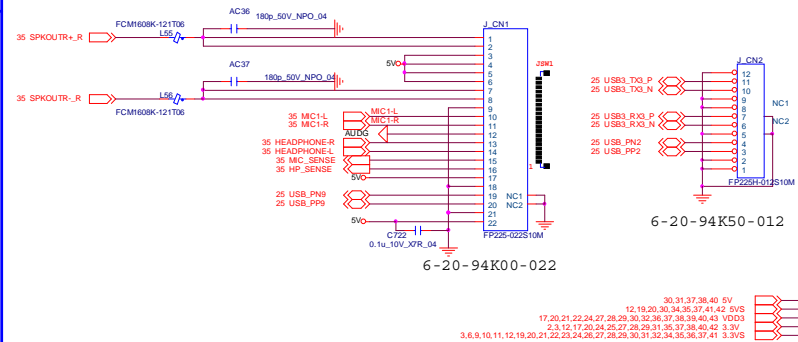 AC36
FCM1608K-121T06
180p_50V_NPO_04
J_CN1
35 SPKOUTR+_R
L55
1
2
3
4
5
6
7
8
9
10
11
12
13
14
15
16
17
18
19
20
21
22
5V
JSW1
1
AC37
180p_50V_NPO_04
35 SPKOUTR-_R
L56
FCM1608K-121T06
35 MIC1-L
MIC1-L
35 MIC1-R
MIC1-R
AUDG
35 HEADPHONE-R
35 HEADPHONE-L
35 MIC_SENSE
35 HP_SENSE
5V
25 USB_PN9
25 USB_PP9
NC1
NC2
5V
C722
0.1u_10V_X7R_04
FP225-022S10M
6-20-94K00-022
J_CN2
25 USB3_TX3_P
25 USB3_TX3_N
25 USB3_RX3_P
25 USB3_RX3_N
25 USB_PN2
25 USB_PP2
12
11
10
9
8
7
6
5
4
3
2
1
NC1
NC2
FP225H-012S10M
6-20-94K50-012
30,31,37,38,40 5V
12,19,20,30,34,35,37,41,42 5VS
17,20,21,22,24,27,28,29,30,32,36,37,38,39,40,43 VDD3
2,3,12,17,20,24,25,27,28,29,31,35,37,38,40,42 3.3V
3,6,9,10,11,12,19,20,21,22,23,24,26,27,28,29,30,31,32,34,35,36,37,41 3.3VS